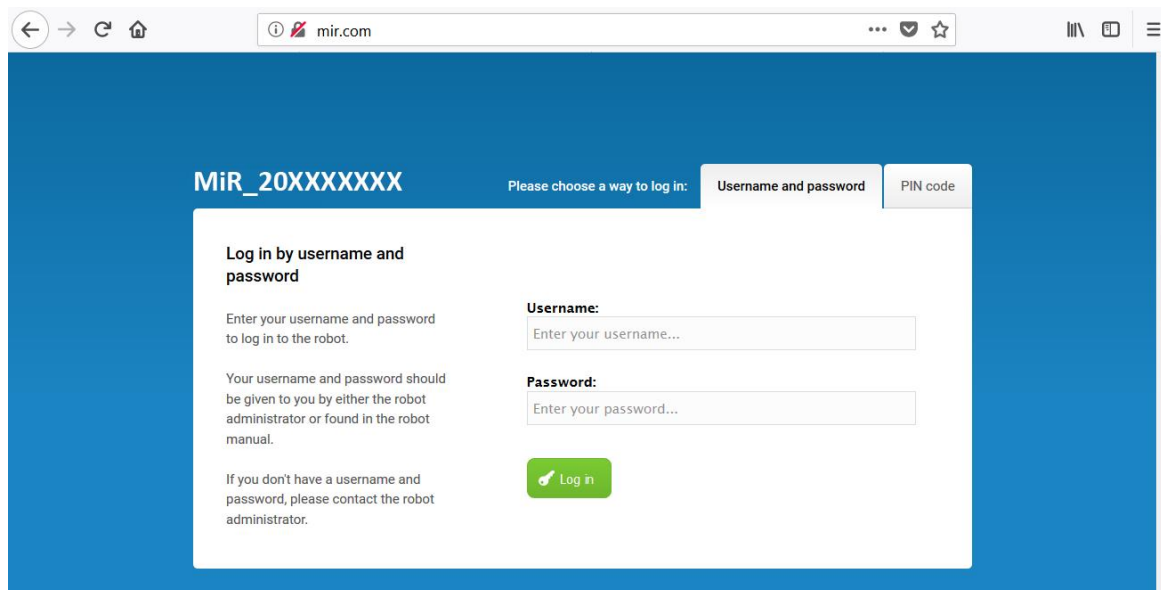 mir.com
MiR_20XXXXXXX
Please choose a way to log in:
Username and password
PIN code
Log in by username and
password
Enter your username and password
to log in to the robot.
Your username and password should
be given to you by either the robot
administrator or found in the robot
manual.
If you don't have a username and
password, please contact the robot
administrator.
Username:
Enter your username...
Password:
Enter your password...
Log in